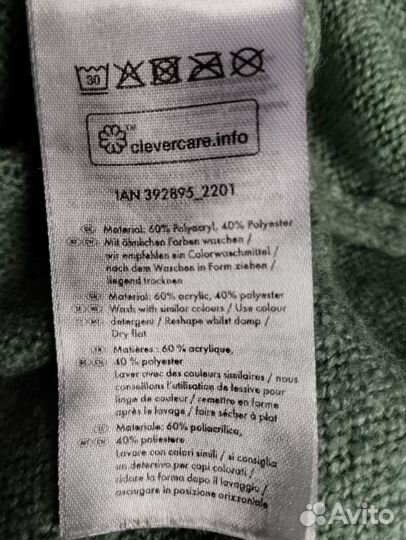 30
™
clevercare.info
IAN 392895_2201
Material: 60% Polyacryl, 40% Polyester
Mit ähnlichen Farben waschen /
wir empfehlen ein Colorwaschmittel /
nach dem Waschen in Form ziehen /
liegend trocknen
Material: 60% acrylic, 40% polyester
Wash with similar colours / Use colour
detergent / Reshape whilst damp /
Dry flat
Matières : 60 % acrylique,
40 % polyester
Laver avec des couleurs similaires / nous
conseillons l'utilisation de lessive pour
linge de couleur / remettre en forme
après le lavage / faire sécher à plat
Materiale: 60% poliacrilico,
40% poliestere
Lavare con colori simili / si consiglia
un detersivo per capi colorati /
ridare la forma dopo il lavaggio /
asciugare in posizione orizzontale
Avito